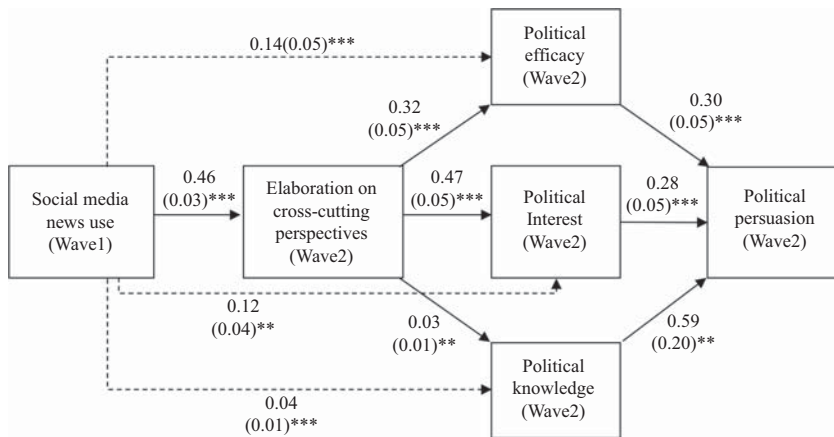 0.14(0.05)***
Political
efficacy
(Wave2)
0.32
(0.05)***
0.30
(0.05)***
Social media
news use
(Wave1)
0.46
(0.03)***
Elaboration on
cross-cutting
perspectives
(Wave2)
0.47
(0.05)***
Political
Interest
(Wave2)
0.28
(0.05)***
Political
persuasion
(Wave2)
0.12
(0.04)**
0.03
(0.01)**
0.59
(0.20)**
Political
knowledge
(Wave2)
0.04
(0.01)***